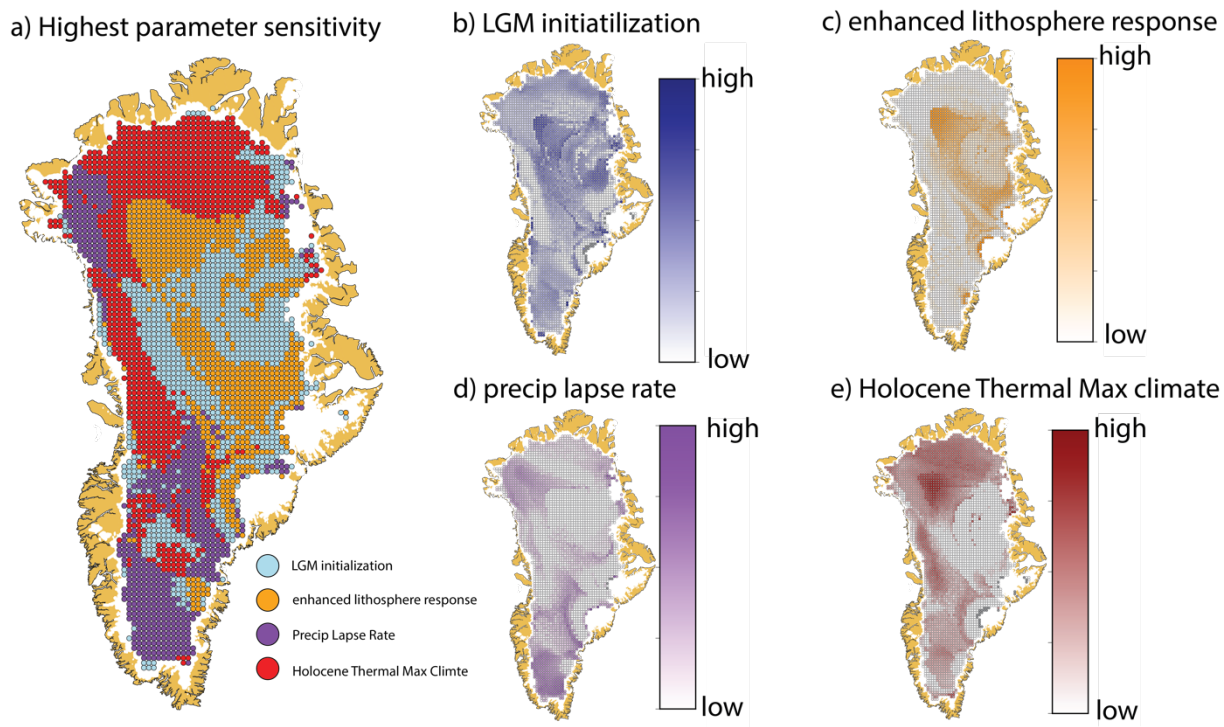 a) Highest parameter sensitivity
LGM initialization
enhanced lithosphere response
Precip Lapse Rate
Holocene Thermal Max Climte
b) LGM initiatilization
high
low
c) enhanced lithosphere response
high
low
d) precip lapse rate
high
low
e) Holocene Thermal Max climate
high
low